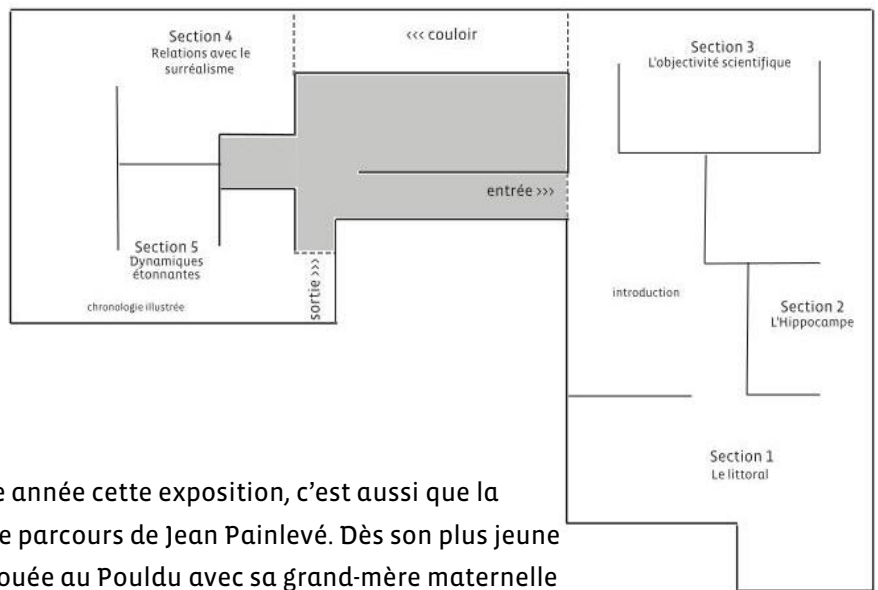 Section 4
Relations avec le
surréalisme
<<< couloir
Section 3
L'objectivité scientifique
entrée >>>
Section 5
Dynamiques
étonnantes
chronologie illustrée
sortie >>>
introduction
Section 2
L'Hippocampe
Section 1
Le littoral
e année cette exposition, c’est aussi que la
e parcours de Jean Painlevé. Dès son plus jeune
ouée au Pouldu avec sa grand-mère maternelle